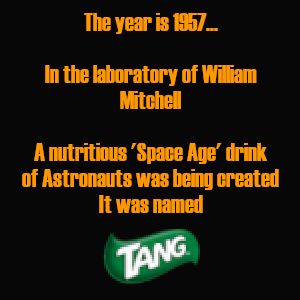 The year is 1957...
In the laboratory of William
Mitchell
A nutritious 'Space Age' drink
of Astronauts was being created
It was named
TANG